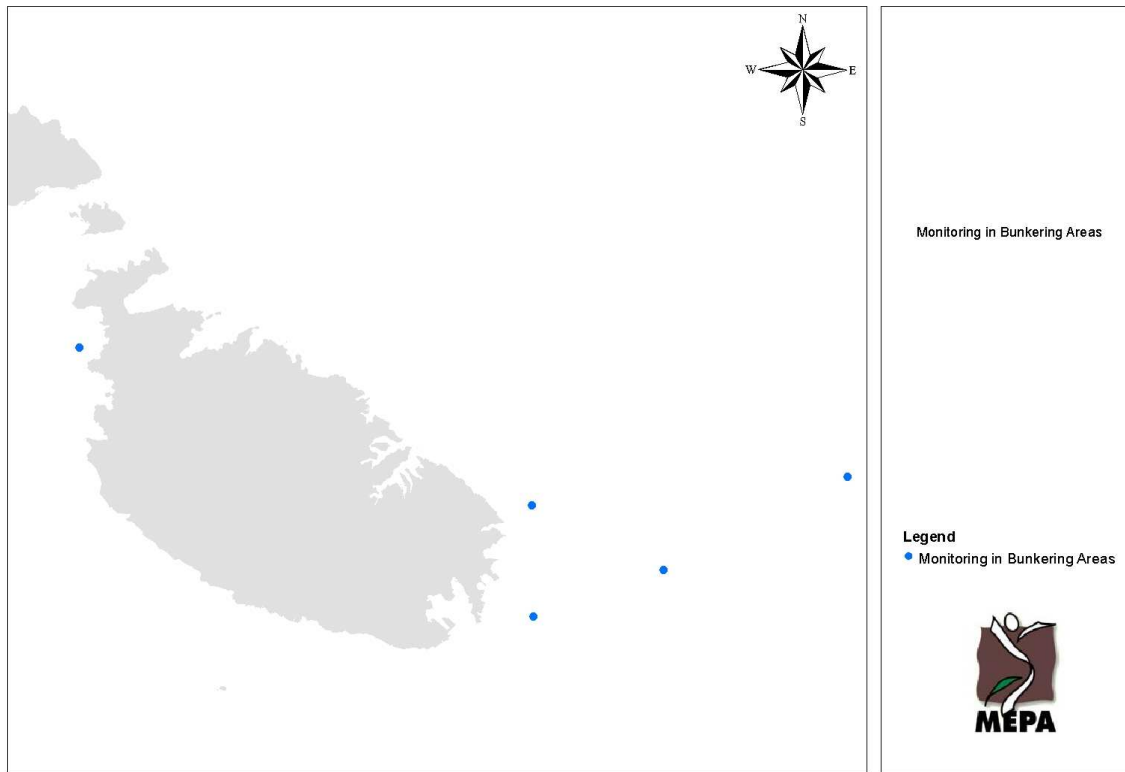 N
W E
S
Monitoring in Bunkering Areas
Legend
Monitoring in Bunkering Areas
MEPA